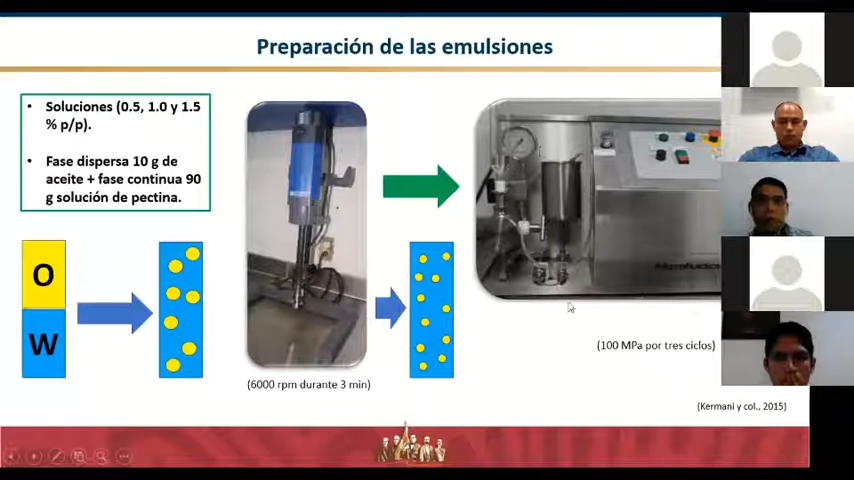 Preparación de las emulsiones
• Soluciones (0.5, 1.0 y 1.5
% p/p).
• Fase dispersa 10 g de
aceite + fase continua 90
g solución de pectina.
O
W
(6000 rpm durante 3 min)
(100 MPa por tres ciclos)
(Kermani y col., 2015)